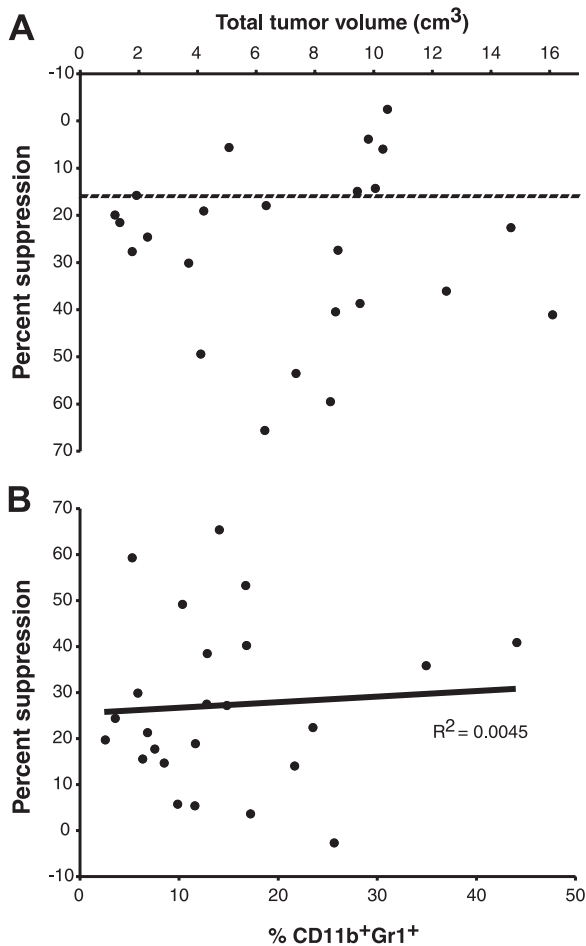 A
Total tumor volume (cm3)
0 2 4 6 8 10 12 14 16
-10
0
10
20
30
40
50
60
70
Percent suppression
B
70
60
50
40
30
20
10
0
-10
Percent suppression
R2 = 0.0045
0 10 20 30 40 50
% CD11b+Gr1+